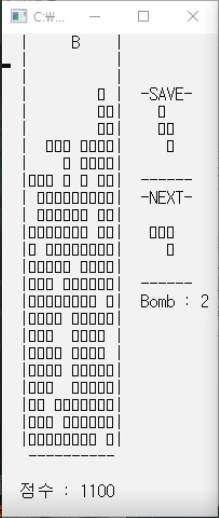 C:₩...
B
-SAVE-
------
-NEXT-
------
Bomb : 2
----------
점수 : 1100